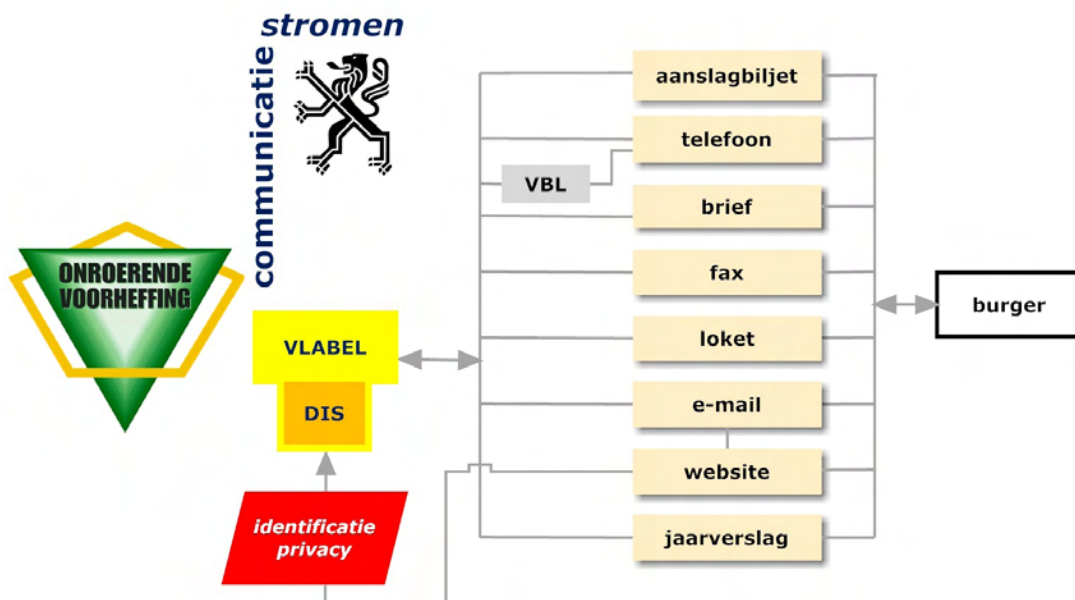 stromen
communicatie
ONROERENDE
VOORHEFFING
VLABEL
DIS
identificatie
privacy
VBL
aanslagbiljet
telefoon
brief
fax
loket
e-mail
website
jaarverslag
burger